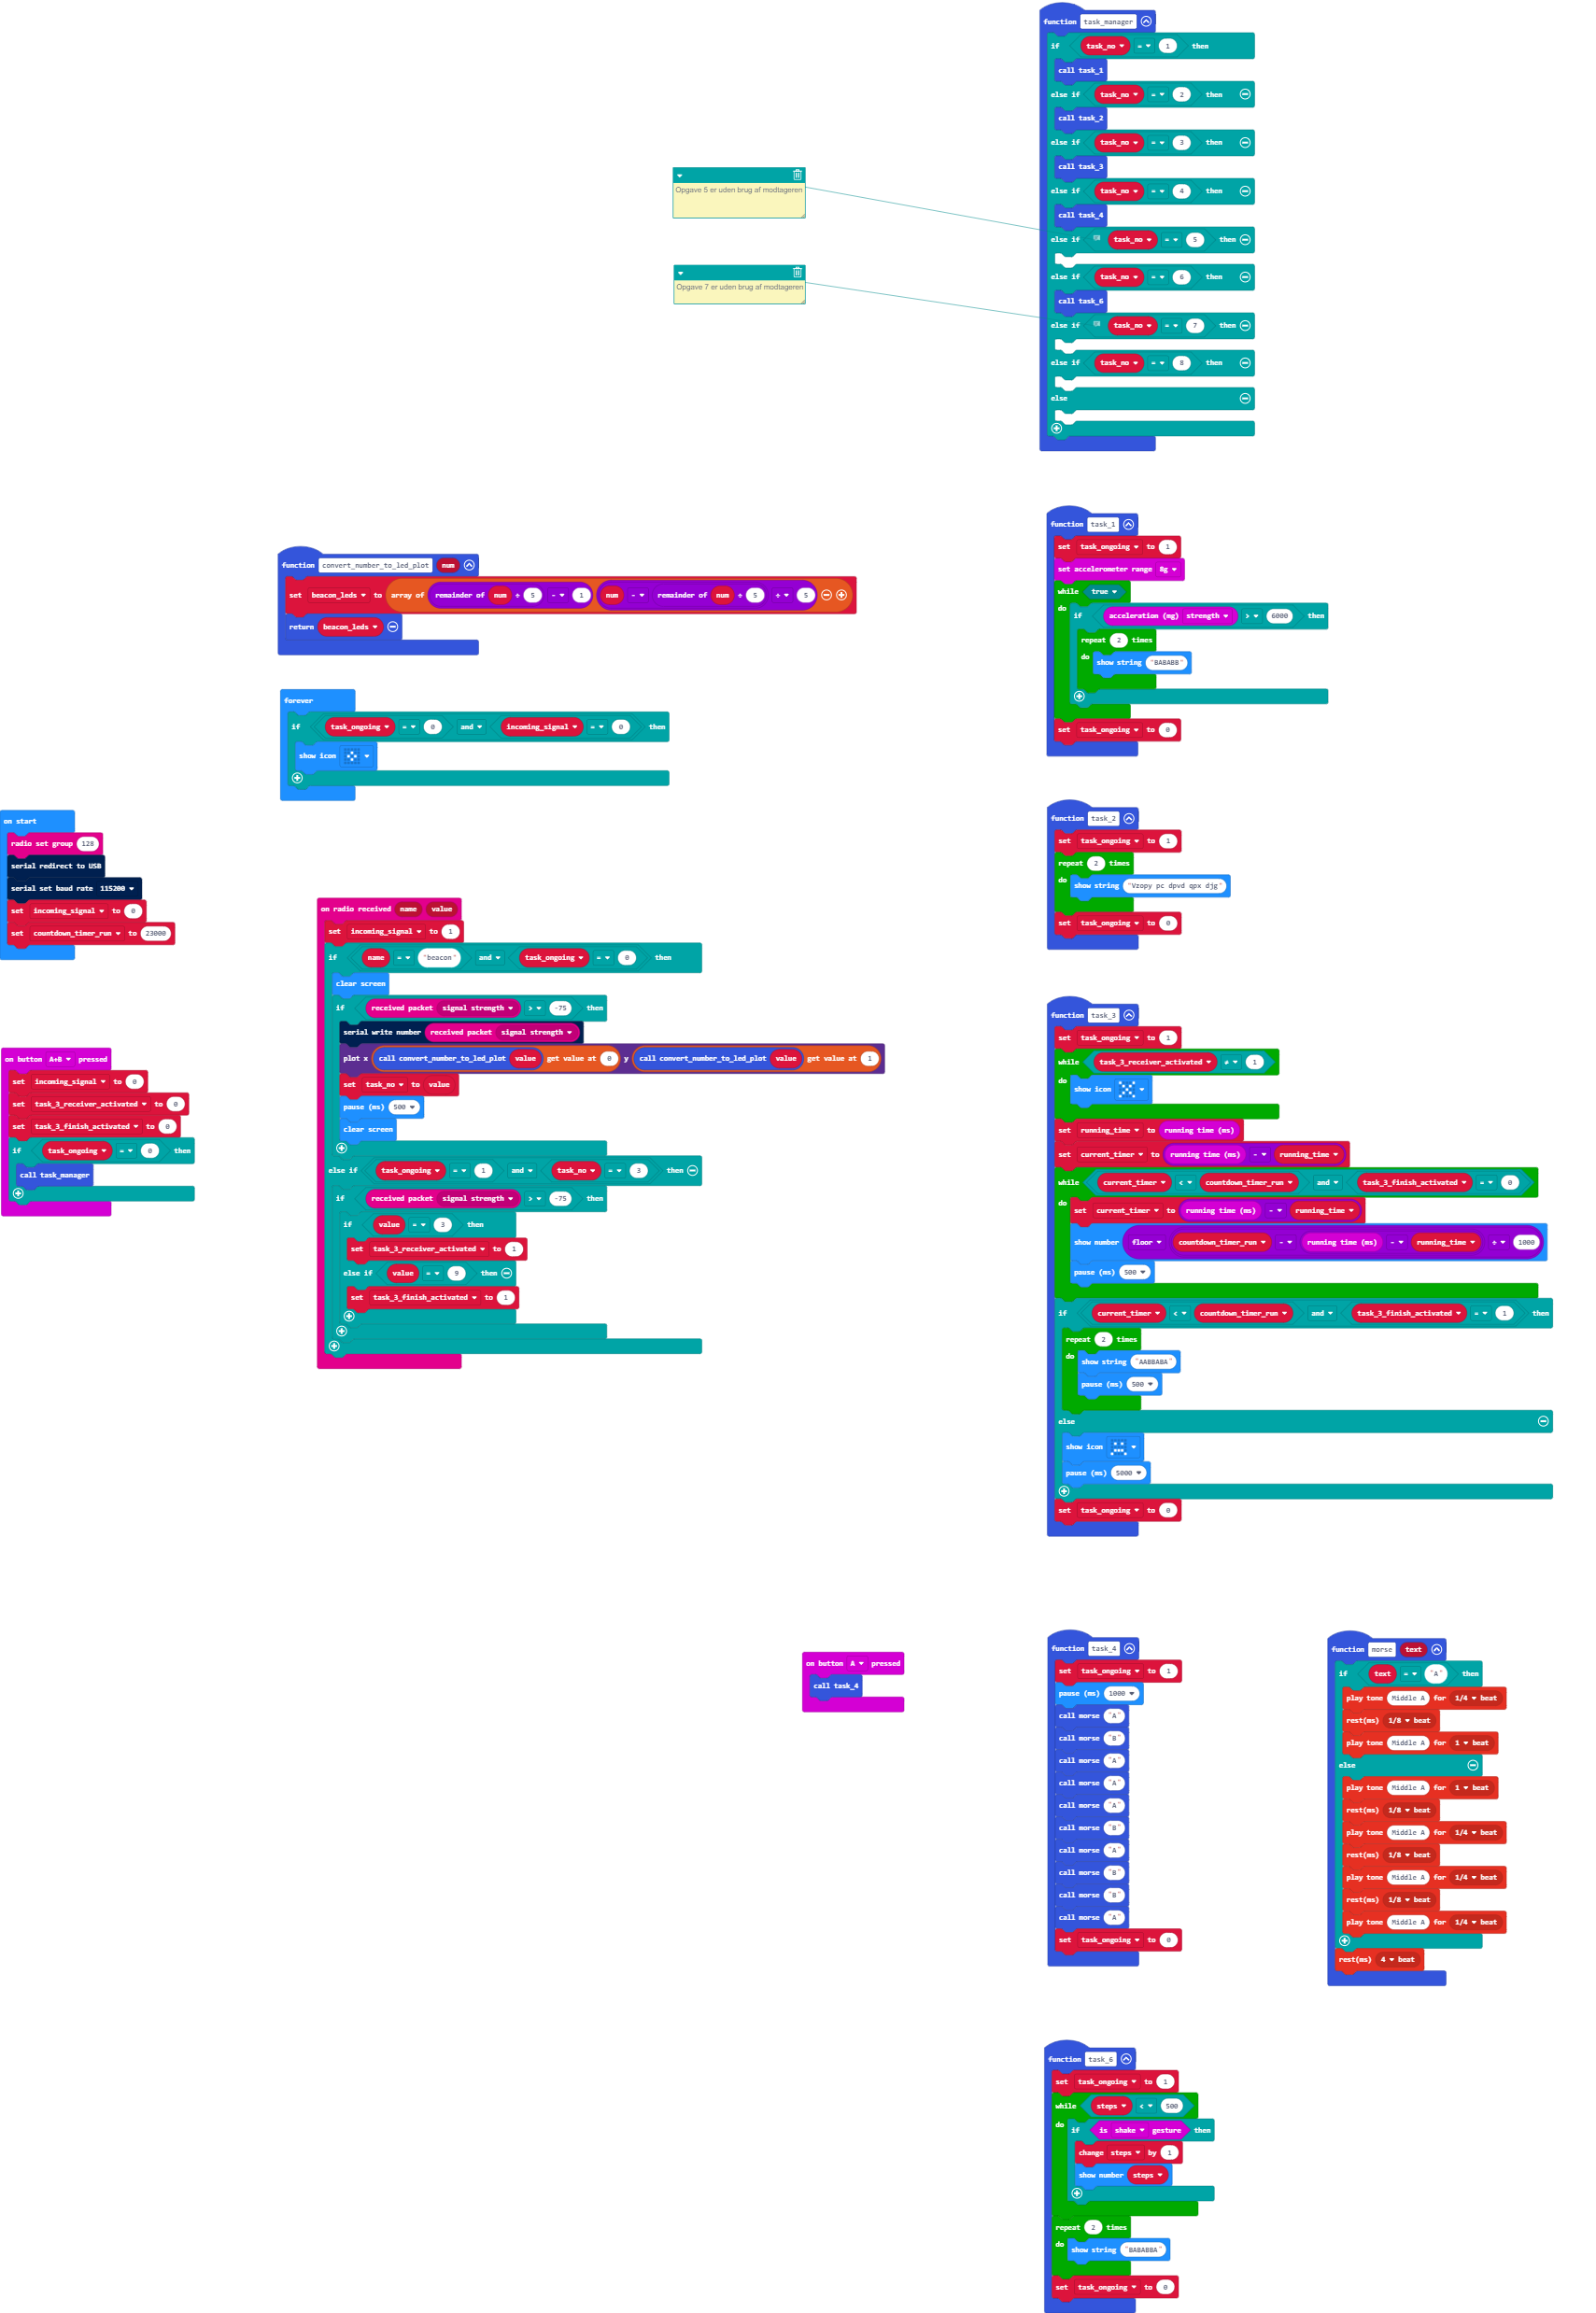 function task_manager
if task_no = 1 then
call task_1
else if task_no = 2 then
call task_2
else if task_no = 3 then
call task_3
else if task_no = 4 then
call task_4
else if task_no = 5 then
else if task_no = 6 then
call task_6
else if task_no = 7 then
else if task_no = 8 then
else
Opgave 5 er uden brug af modtageren
Opgave 7 er uden brug af modtageren
function convert_number_to_led_plot num
set beacon_leds to array of remainder of num ÷ 5 - 1 num - remainder of num ÷ 5 ÷ 5
return beacon_leds
forever
if task_ongoing = 0 and incoming_signal = 0 then
show icon
on start
radio set group 128
serial redirect to USB
serial set baud rate 115200
set incoming_signal to 0
set countdown_timer_run to 23000
on button A+B pressed
set incoming_signal to 0
set task_3_receiver_activated to 0
set task_3_finish_activated to 0
if task_ongoing = 0 then
call task_manager
on radio received name value
set incoming_signal to 1
if name = "beacon" and task_ongoing = 0 then
clear screen
if received packet signal strength > -75 then
serial write number received packet signal strength
plot x call convert_number_to_led_plot value get value at 0 y call convert_number_to_led_plot value get value at 1
set task_no to value
pause (ms) 500
clear screen
else if task_ongoing = 1 and task_no = 3 then
if received packet signal strength > -75 then
if value = 3 then
set task_3_receiver_activated to 1
else if value = 9 then
set task_3_finish_activated to 1
function task_1
set task_ongoing to 1
set accelerometer range 8g
while true
do if acceleration (mg) strength > 6000 then
repeat 2 times
do show string "BABABB"
set task_ongoing to 0
function task_2
set task_ongoing to 1
repeat 2 times
do show string "Vzopy pc dpvd qpx djg"
set task_ongoing to 0
function task_3
set task_ongoing to 1
while task_3_receiver_activated ≠ 1
do show icon
set running_time to running time (ms)
set current_timer to running time (ms) - running_time
while current_timer < countdown_timer_run and task_3_finish_activated = 0
do set current_timer to running time (ms) - running_time
show number floor countdown_timer_run - running time (ms) - running_time ÷ 1000
pause (ms) 500
if current_timer < countdown_timer_run and task_3_finish_activated = 1 then
repeat 2 times
do show string "AABBABA"
pause (ms) 500
else
show icon
pause (ms) 5000
set task_ongoing to 0
on button A pressed
call task_4
function task_4
set task_ongoing to 1
pause (ms) 1000
call morse "A"
call morse "B"
call morse "A"
call morse "A"
call morse "A"
call morse "B"
call morse "A"
call morse "B"
call morse "B"
call morse "A"
set task_ongoing to 0
function morse text
if text = "A" then
play tone Middle A for 1/4 beat
rest(ms) 1/8 beat
play tone Middle A for 1 beat
else
play tone Middle A for 1 beat
rest(ms) 1/8 beat
play tone Middle A for 1/4 beat
rest(ms) 1/8 beat
play tone Middle A for 1/4 beat
rest(ms) 1/8 beat
play tone Middle A for 1/4 beat
rest(ms) 4 beat
function task_6
set task_ongoing to 1
while steps < 500
do if is shake gesture then
change steps by 1
show number steps
repeat 2 times
do show string "BABABBA"
set task_ongoing to 0